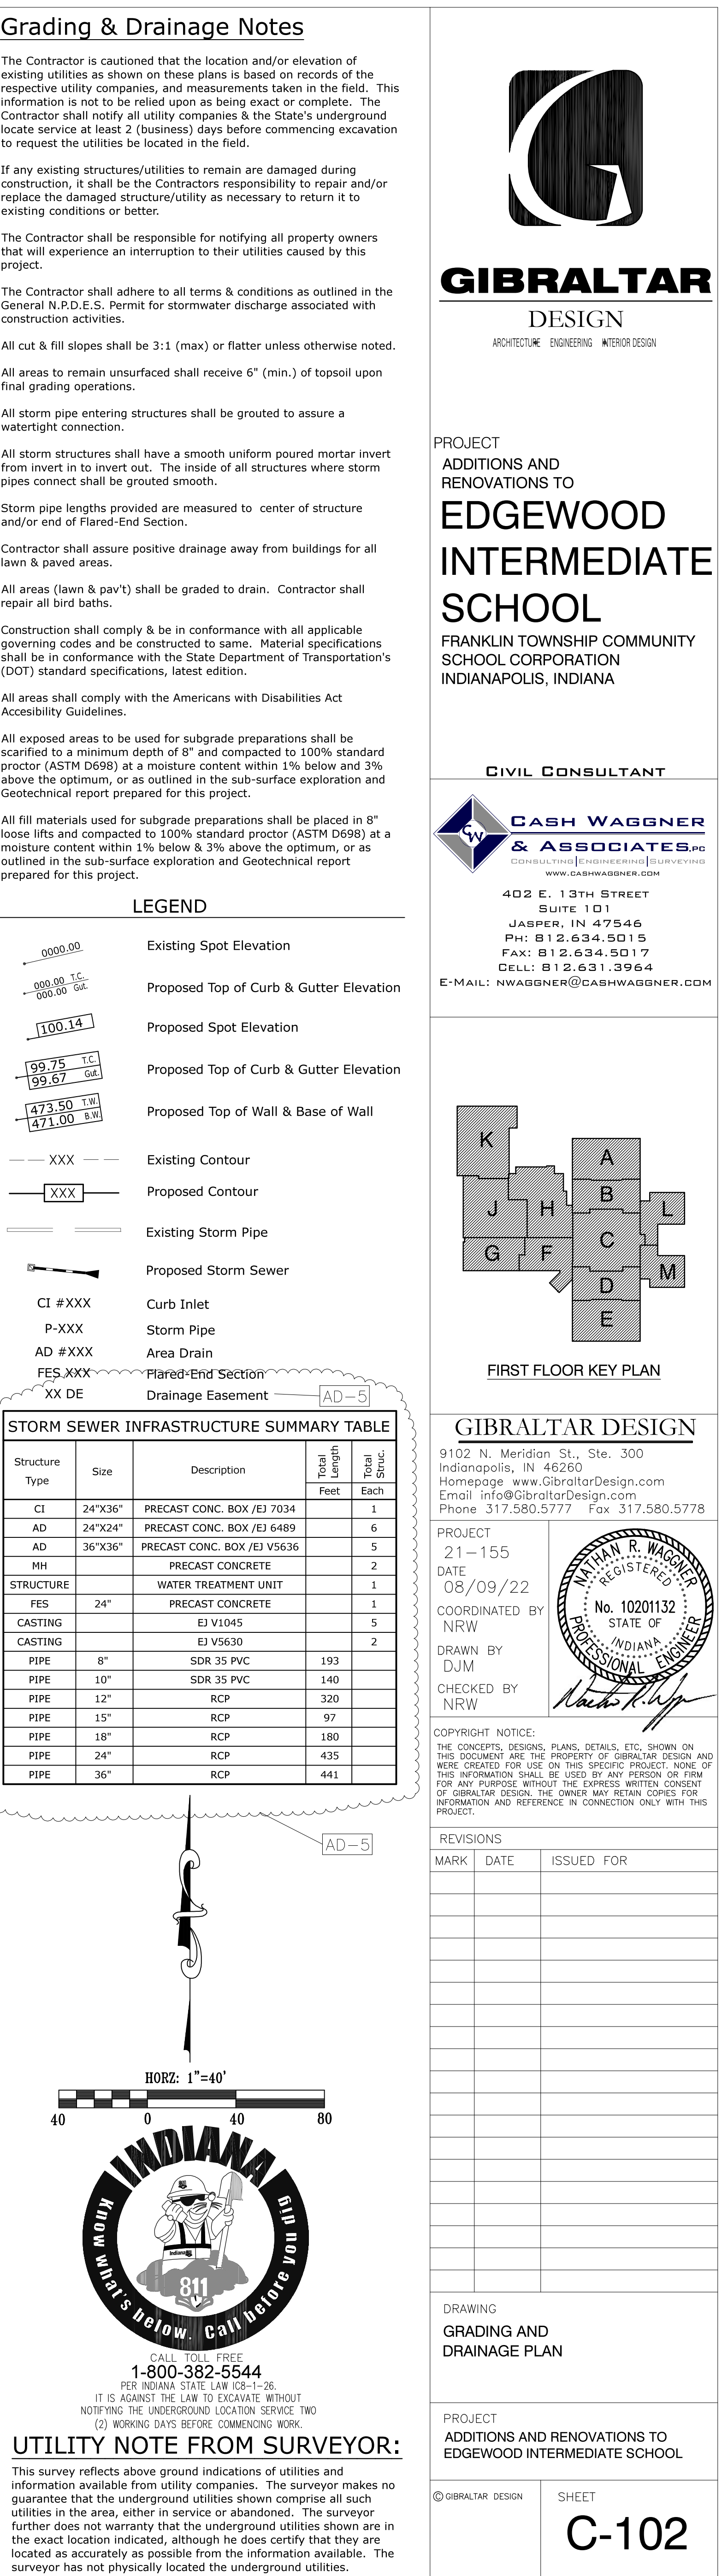 Grading & Drainage Notes
The Contractor is cautioned that the location and/or elevation of
existing utilities as shown on these plans is based on records of the
respective utility companies, and measurements taken in the field.  This
information is not to be relied upon as being exact or complete.  The
Contractor shall notify all utility companies & the State's underground
locate service at least 2 (business) days before commencing excavation
to request the utilities be located in the field.
If any existing structures/utilities to remain are damaged during
construction, it shall be the Contractors responsibility to repair and/or
replace the damaged structure/utility as necessary to return it to
existing conditions or better.
The Contractor shall be responsible for notifying all property owners
that will experience an interruption to their utilities caused by this
project.
The Contractor shall adhere to all terms & conditions as outlined in the
General N.P.D.E.S. Permit for stormwater discharge associated with
construction activities.
All cut & fill slopes shall be 3:1 (max) or flatter unless otherwise noted.
All areas to remain unsurfaced shall receive 6" (min.) of topsoil upon
final grading operations.
All storm pipe entering structures shall be grouted to assure a
watertight connection.
All storm structures shall have a smooth uniform poured mortar invert
from invert in to invert out.  The inside of all structures where storm
pipes connect shall be grouted smooth.
Storm pipe lengths provided are measured to  center of structure
and/or end of Flared-End Section.
Contractor shall assure positive drainage away from buildings for all
lawn & paved areas.
All areas (lawn & pav't) shall be graded to drain.  Contractor shall
repair all bird baths.
Construction shall comply & be in conformance with all applicable
governing codes and be constructed to same.  Material specifications
shall be in conformance with the State Department of Transportation's
(DOT) standard specifications, latest edition.
All areas shall comply with the Americans with Disabilities Act
Accesibility Guidelines.
All exposed areas to be used for subgrade preparations shall be
scarified to a minimum depth of 8" and compacted to 100% standard
proctor (ASTM D698) at a moisture content within 1% below and 3%
above the optimum, or as outlined in the sub-surface exploration and
Geotechnical report prepared for this project.
All fill materials used for subgrade preparations shall be placed in 8"
loose lifts and compacted to 100% standard proctor (ASTM D698) at a
moisture content within 1% below & 3% above the optimum, or as
outlined in the sub-surface exploration and Geotechnical report
prepared for this project.
LEGEND
0000.00 Existing Spot Elevation
000.00 T.C.
000.00 Gut.
Proposed Top of Curb & Gutter Elevation
100.14 Proposed Spot Elevation
99.75 T.C.
99.67 Gut.
Proposed Top of Curb & Gutter Elevation
473.50 T.W.
471.00 B.W.
Proposed Top of Wall & Base of Wall
XXX Existing Contour
XXX Proposed Contour
Existing Storm Pipe
Proposed Storm Sewer
CI #XXX Curb Inlet
P-XXX Storm Pipe
AD #XXX Area Drain
FES XXX Flared-End Section
XX DE Drainage Easement AD-5
STORM SEWER INFRASTRUCTURE SUMMARY TABLE
Structure Type Size Description Total Length Total Struc.
Feet Each
CI 24"X36" PRECAST CONC. BOX /EJ 7034 1
AD 24"X24" PRECAST CONC. BOX /EJ 6489 6
AD 36"X36" PRECAST CONC. BOX /EJ V5636 5
MH PRECAST CONCRETE 2
STRUCTURE WATER TREATMENT UNIT 1
FES 24" PRECAST CONCRETE 1
CASTING EJ V1045 5
CASTING EJ V5630 2
PIPE 8" SDR 35 PVC 193
PIPE 10" SDR 35 PVC 140
PIPE 12" RCP 320
PIPE 15" RCP 97
PIPE 18" RCP 180
PIPE 24" RCP 435
PIPE 36" RCP 441
AD-5
HORZ: 1"=40'
40 0 40 80
INDIANA
Know what's below. Call before you dig
Indiana 811
811
CALL TOLL FREE
1-800-382-5544
PER INDIANA STATE LAW IC8-1-26.
IT IS AGAINST THE LAW TO EXCAVATE WITHOUT
NOTIFYING THE UNDERGROUND LOCATION SERVICE TWO
(2) WORKING DAYS BEFORE COMMENCING WORK.
UTILITY NOTE FROM SURVEYOR:
This survey reflects above ground indications of utilities and
information available from utility companies.  The surveyor makes no
guarantee that the underground utilities shown comprise all such
utilities in the area, either in service or abandoned.  The surveyor
further does not warranty that the underground utilities shown are in
the exact location indicated, although he does certify that they are
located as accurately as possible from the information available.  The
surveyor has not physically located the underground utilities.
GIBRALTAR
DESIGN
ARCHITECTURE ENGINEERING INTERIOR DESIGN
PROJECT
ADDITIONS AND
RENOVATIONS TO
EDGEWOOD
INTERMEDIATE
SCHOOL
FRANKLIN TOWNSHIP COMMUNITY
SCHOOL CORPORATION
INDIANAPOLIS, INDIANA
CIVIL CONSULTANT
CW
CASH WAGGNER
& ASSOCIATES,PC
CONSULTING|ENGINEERING|SURVEYING
WWW.CASHWAGGNER.COM
402 E. 13TH STREET
SUITE 101
JASPER, IN 47546
PH: 812.634.5015
FAX: 812.634.5017
CELL: 812.631.3964
E-MAIL: NWAGGNER@CASHWAGGNER.COM
K
A
B
J H L
C
G F
M
D
E
FIRST FLOOR KEY PLAN
GIBRALTAR DESIGN
9102 N. Meridian St., Ste. 300
Indianapolis, IN 46260
Homepage www.GibraltarDesign.com
Email info@GibraltarDesign.com
Phone 317.580.5777 Fax 317.580.5778
PROJECT
21-155
DATE
08/09/22
COORDINATED BY
NRW
DRAWN BY
DJM
CHECKED BY
NRW
NATHAN R. WAGGNER
REGISTERED
No. 10201132
STATE OF
INDIANA
PROFESSIONAL ENGINEER
COPYRIGHT NOTICE:
THE CONCEPTS, DESIGNS, PLANS, DETAILS, ETC, SHOWN ON
THIS DOCUMENT ARE THE PROPERTY OF GIBRALTAR DESIGN AND
WERE CREATED FOR USE ON THIS SPECIFIC PROJECT. NONE OF
THIS INFORMATION SHALL BE USED BY ANY PERSON OR FIRM
FOR ANY PURPOSE WITHOUT THE EXPRESS WRITTEN CONSENT
OF GIBRALTAR DESIGN. THE OWNER MAY RETAIN COPIES FOR
INFORMATION AND REFERENCE IN CONNECTION ONLY WITH THIS
PROJECT.
REVISIONS
MARK DATE ISSUED FOR
DRAWING
GRADING AND
DRAINAGE PLAN
PROJECT
ADDITIONS AND RENOVATIONS TO
EDGEWOOD INTERMEDIATE SCHOOL
© GIBRALTAR DESIGN
SHEET
C-102